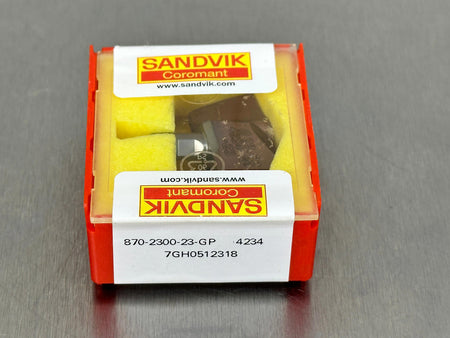 SANDVIK
Coromant
www.sandvik.com
www.sandvik.com
Coromant
SANDVIK
870-2300-23-GP 4234
7GH0512318